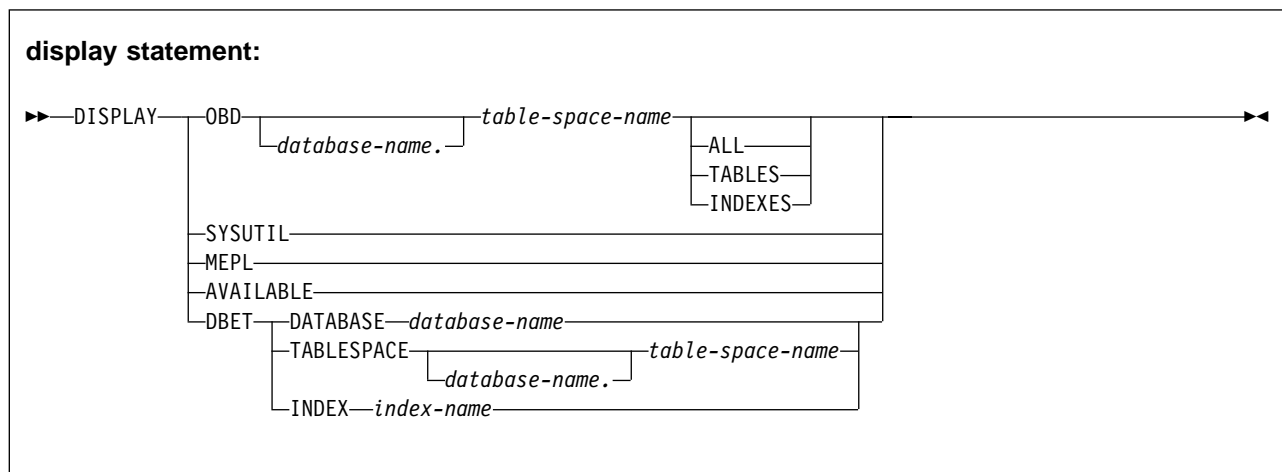 display statement:
DISPLAY OBD database-name. table-space-name
ALL
TABLES
INDEXES
SYSUTIL
MEPL
AVAILABLE
DBET DATABASE database-name
TABLESPACE database-name. table-space-name
INDEX index-name